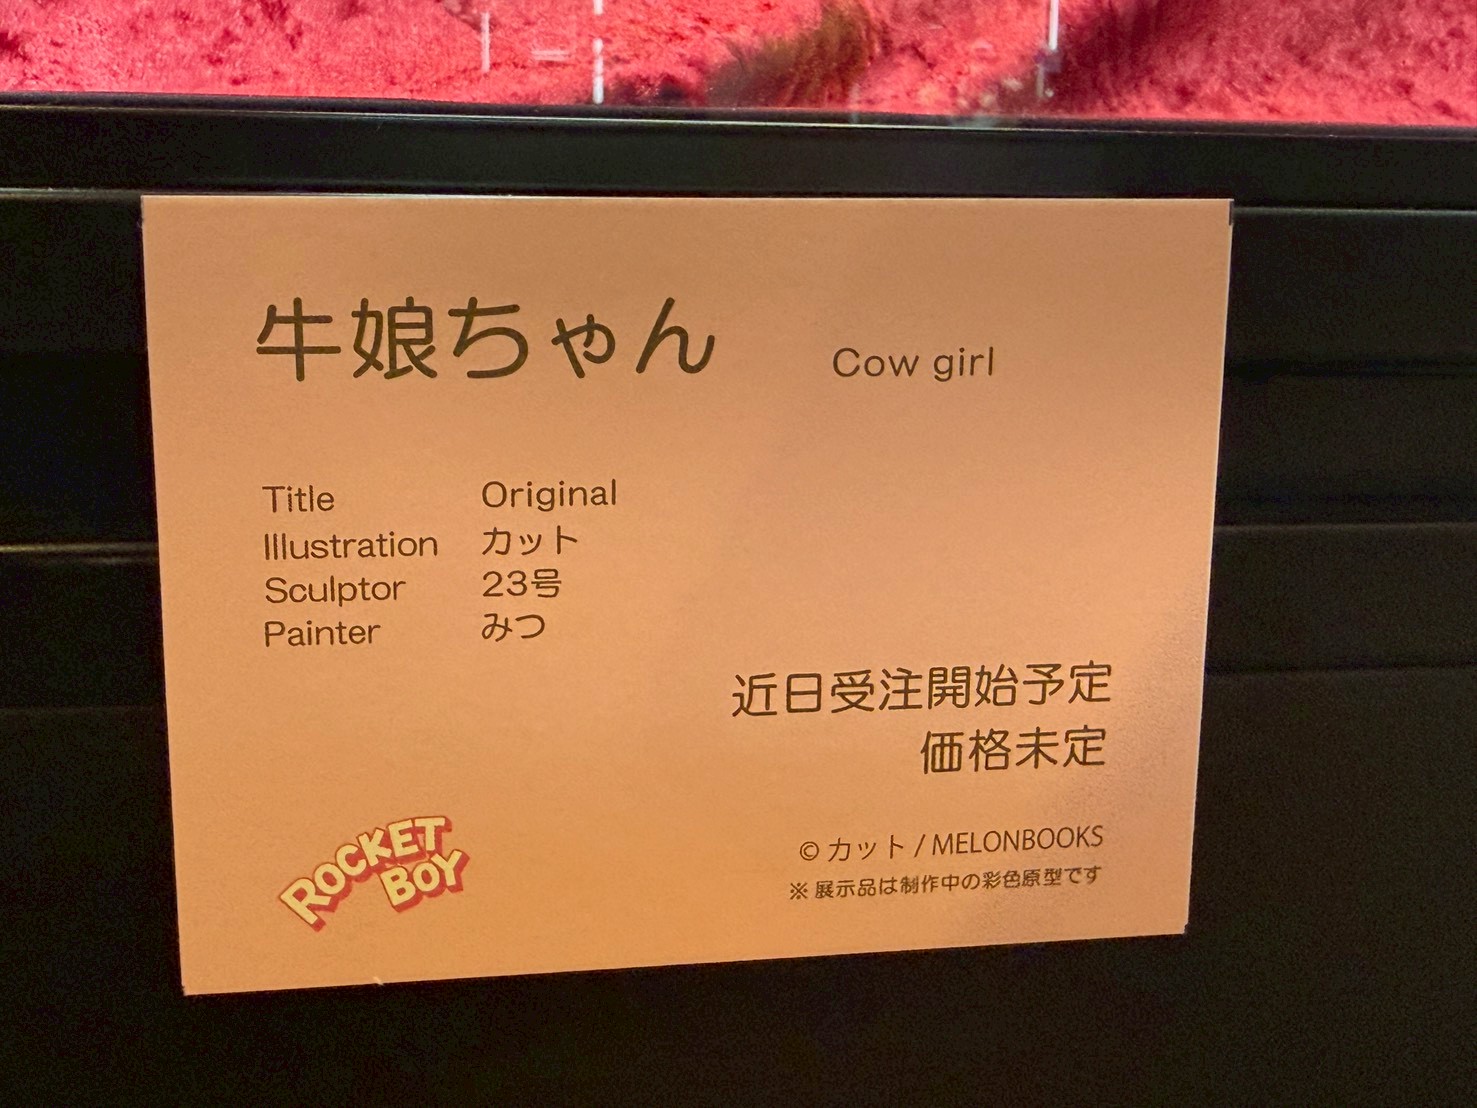 牛娘ちゃん Cow girl
Title Original
Illustration カット
Sculptor 23号
Painter みつ
近日受注開始予定
価格未定
ROCKET
BOY
© カット / MELONBOOKS
※ 展示品は制作中の彩色原型です